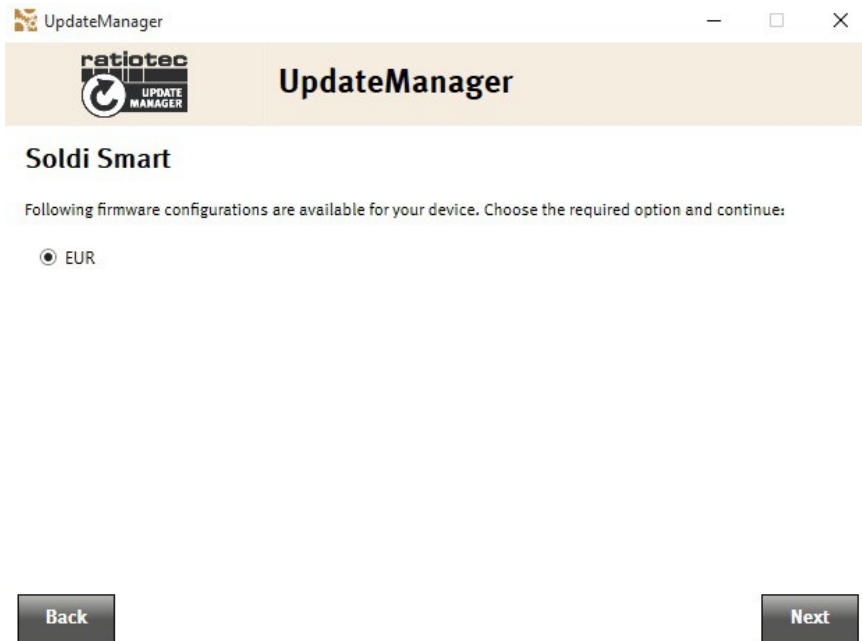 UpdateManager
ratiotec
UPDATE
MANAGER
UpdateManager
Soldi Smart
Following firmware configurations are available for your device. Choose the required option and continue:
EUR
Back
Next